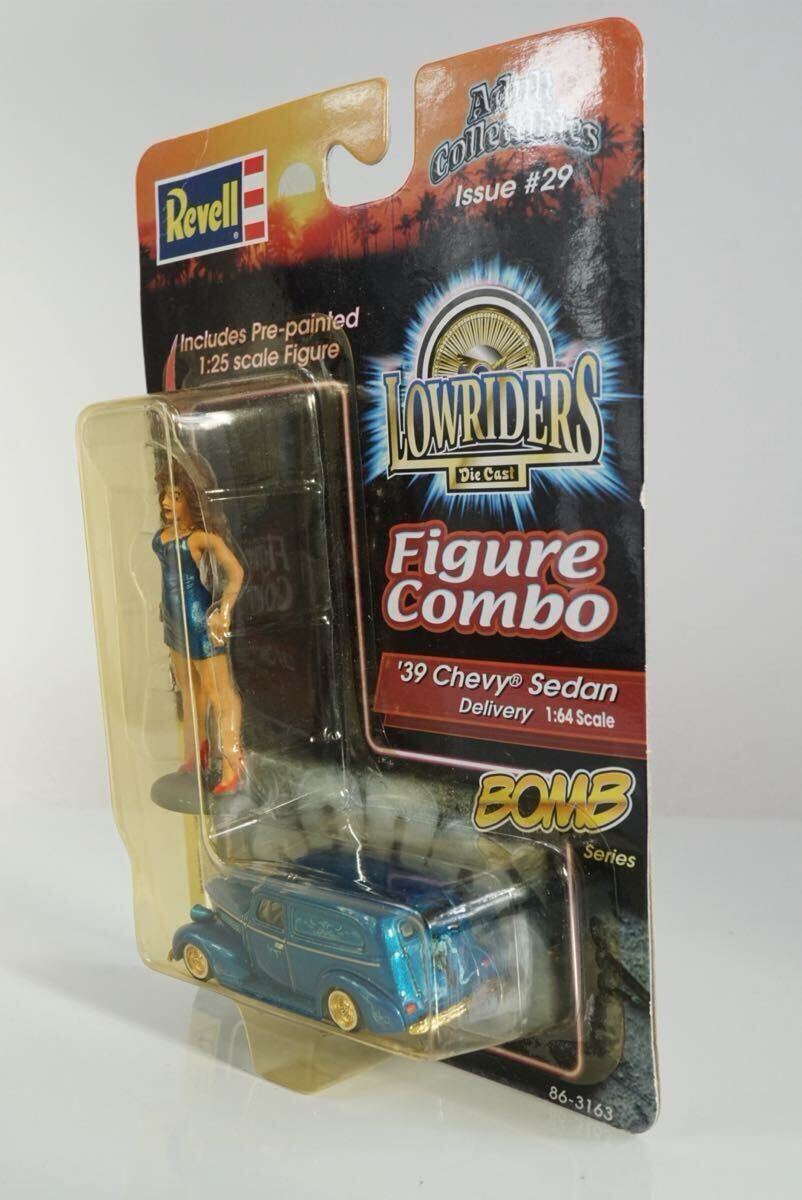 Adult
Collectibles
Issue #29
Revell
®
Includes Pre-painted
1:25 scale Figure
LOWRIDERS
Die Cast
Figure
Combo
'39 Chevy® Sedan
Delivery 1:64 Scale
BOMB
Series
86-3163